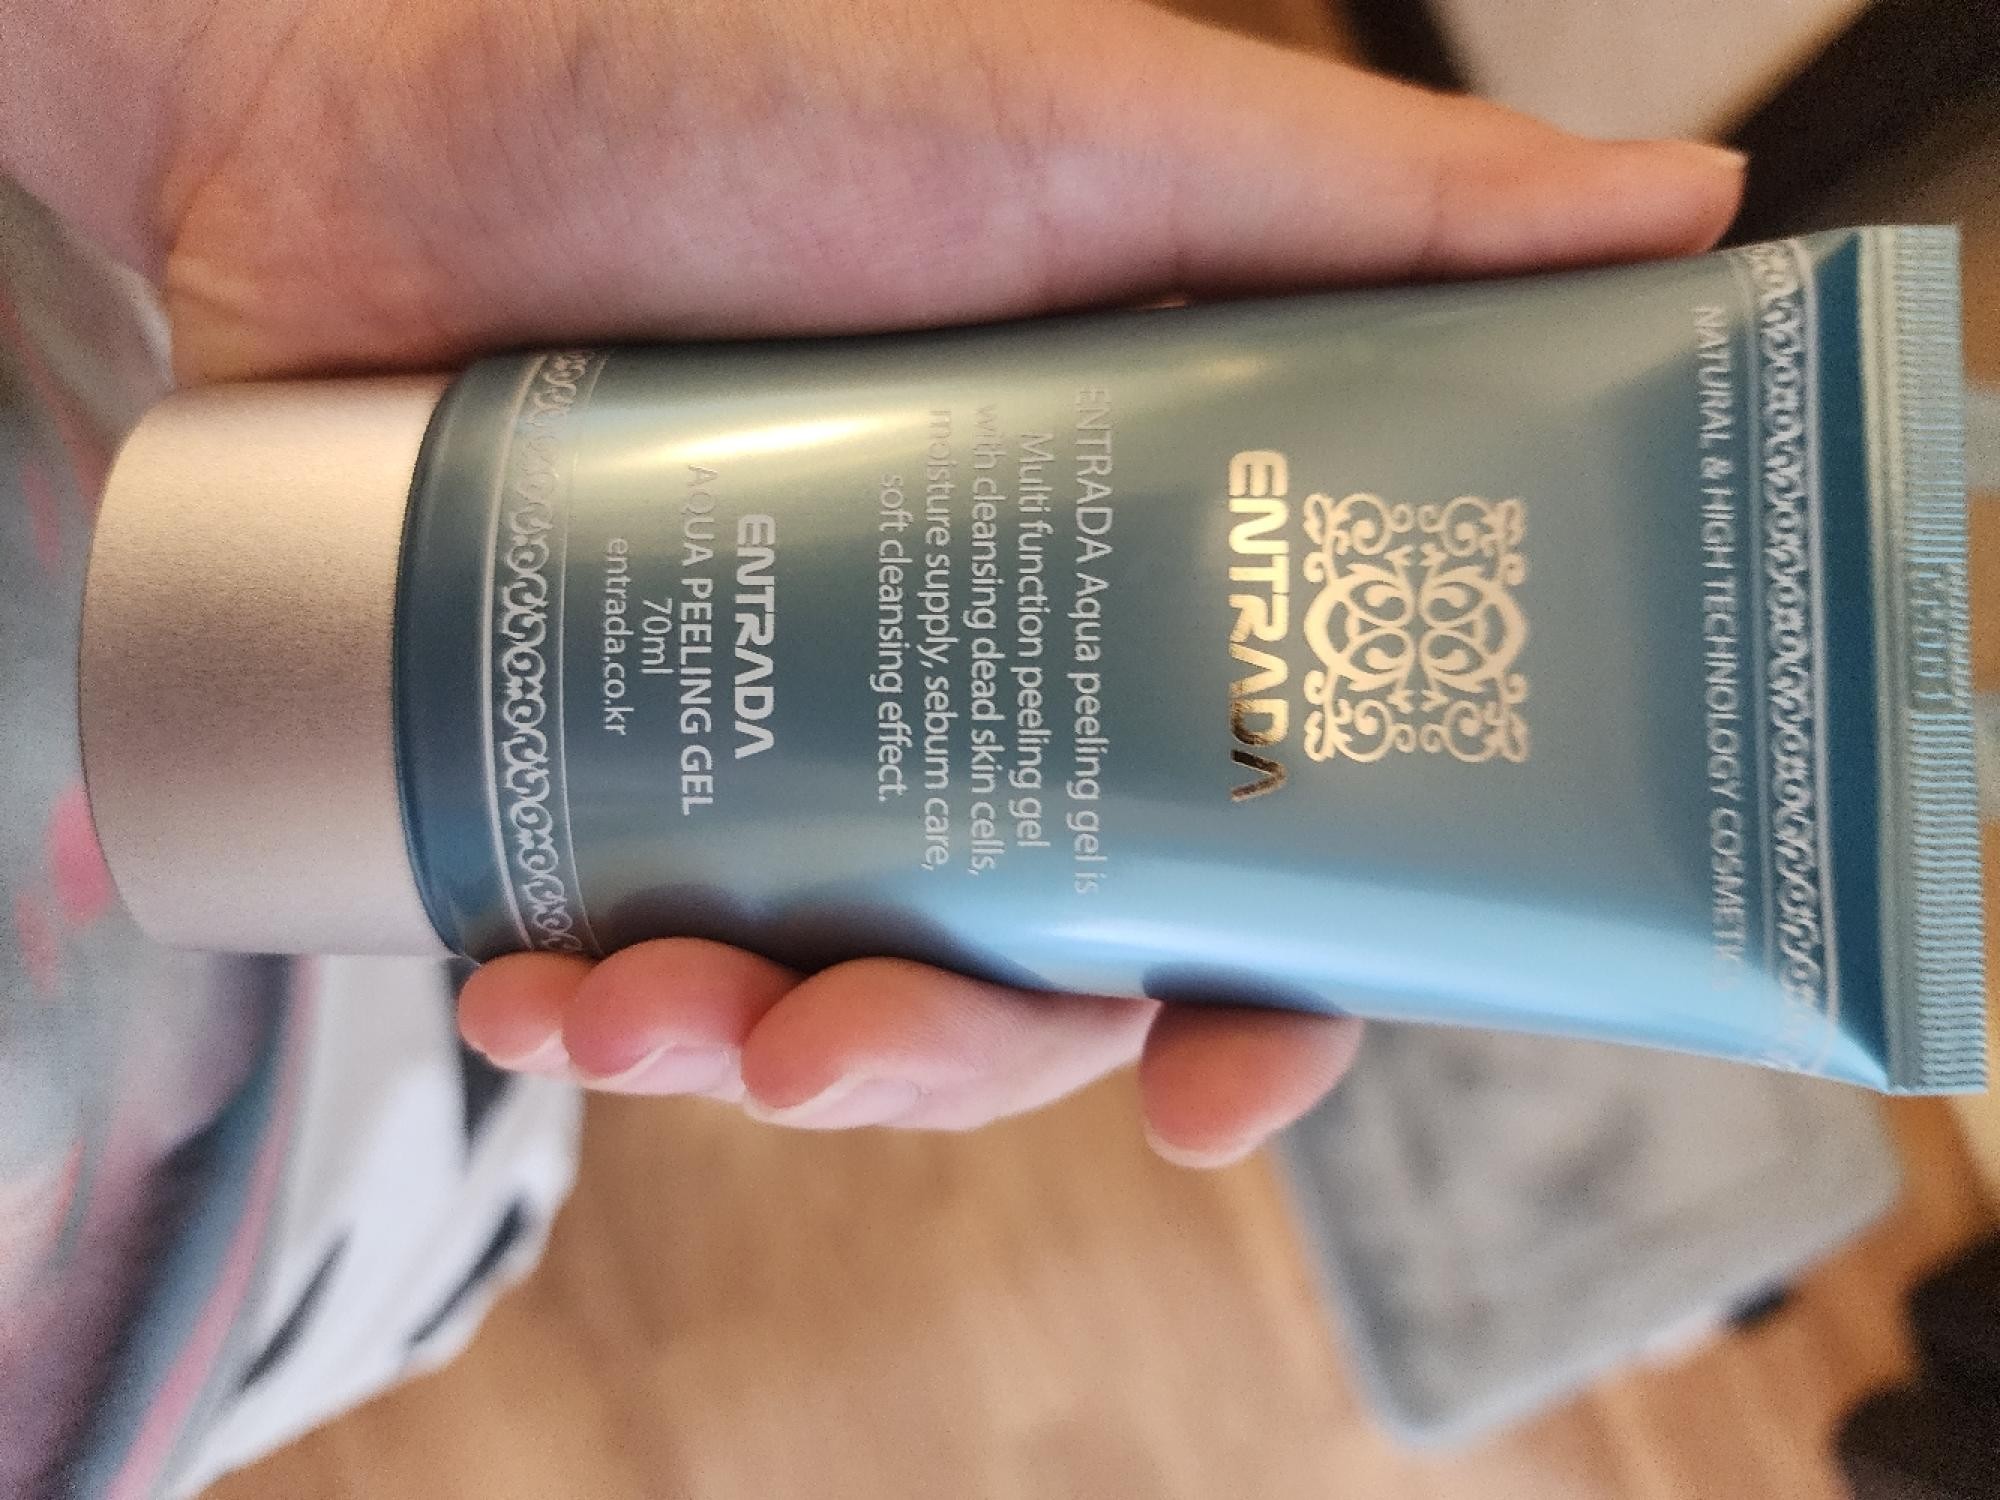 NATURAL & HIGH TECHNOLOGY COSMETICS
ENTRADA
ENTRADA Aqua peeling gel is
Multi function peeling gel
with cleansing dead skin cells,
moisture supply, sebum care,
soft cleansing effect.
ENTRADA
AQUA PEELING GEL
70ml
entrada.co.kr